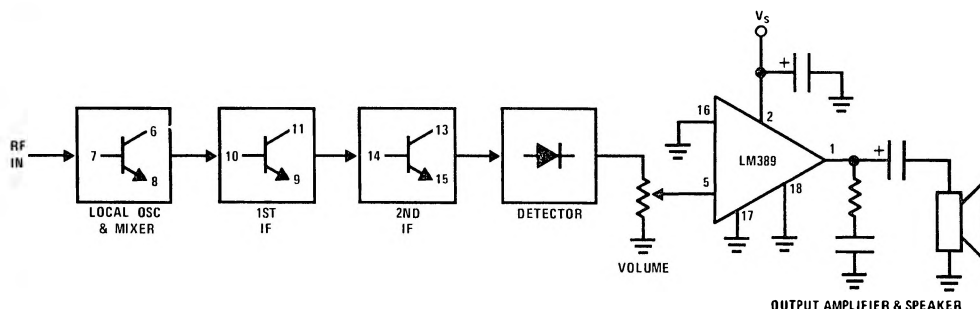 RF
IN
7
6
8
LOCAL OSC
& MIXER
10
11
9
1ST
IF
14
13
15
2ND
IF
DETECTOR
VOLUME
VS
+
16
2
LM389
5
17
18
1
+
OUTPUT AMPLIFIER & SPEAKER